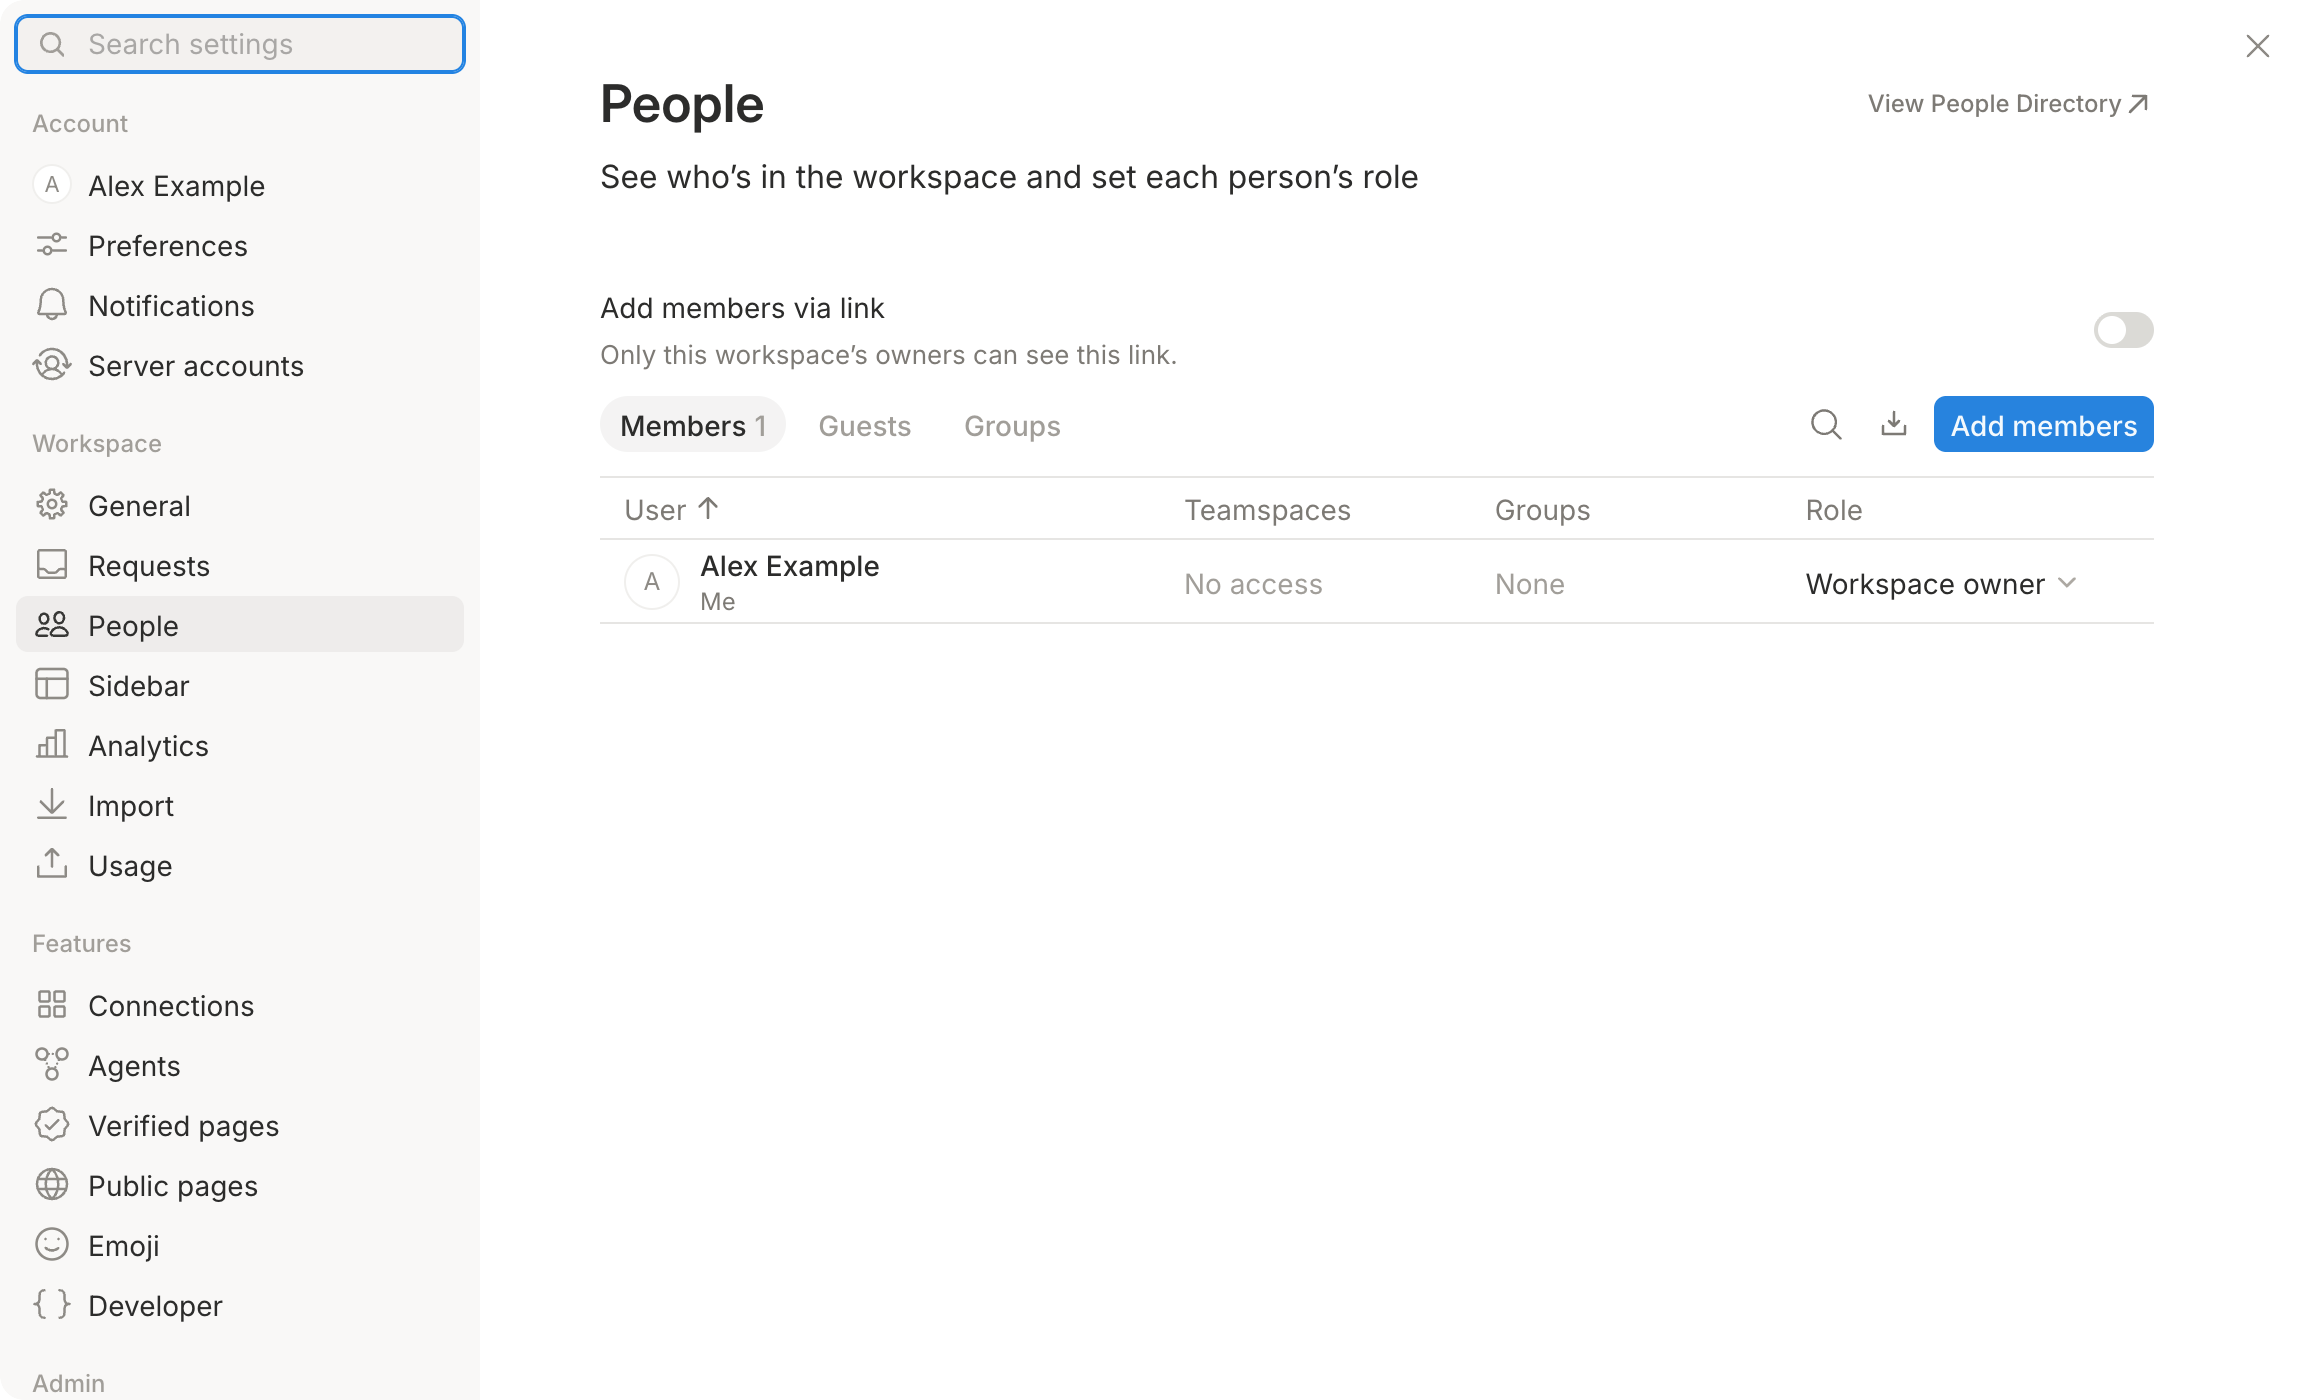 Search settings
Account
A Alex Example
Preferences
Notifications
Server accounts
Workspace
General
Requests
People
Sidebar
Analytics
Import
Usage
Features
Connections
Agents
Verified pages
Public pages
Emoji
Developer
Admin
People
View People Directory
See who’s in the workspace and set each person’s role
Add members via link
Only this workspace’s owners can see this link.
Members 1 Guests Groups Add members
User Teamspaces Groups Role
A Alex Example No access None Workspace owner
Me